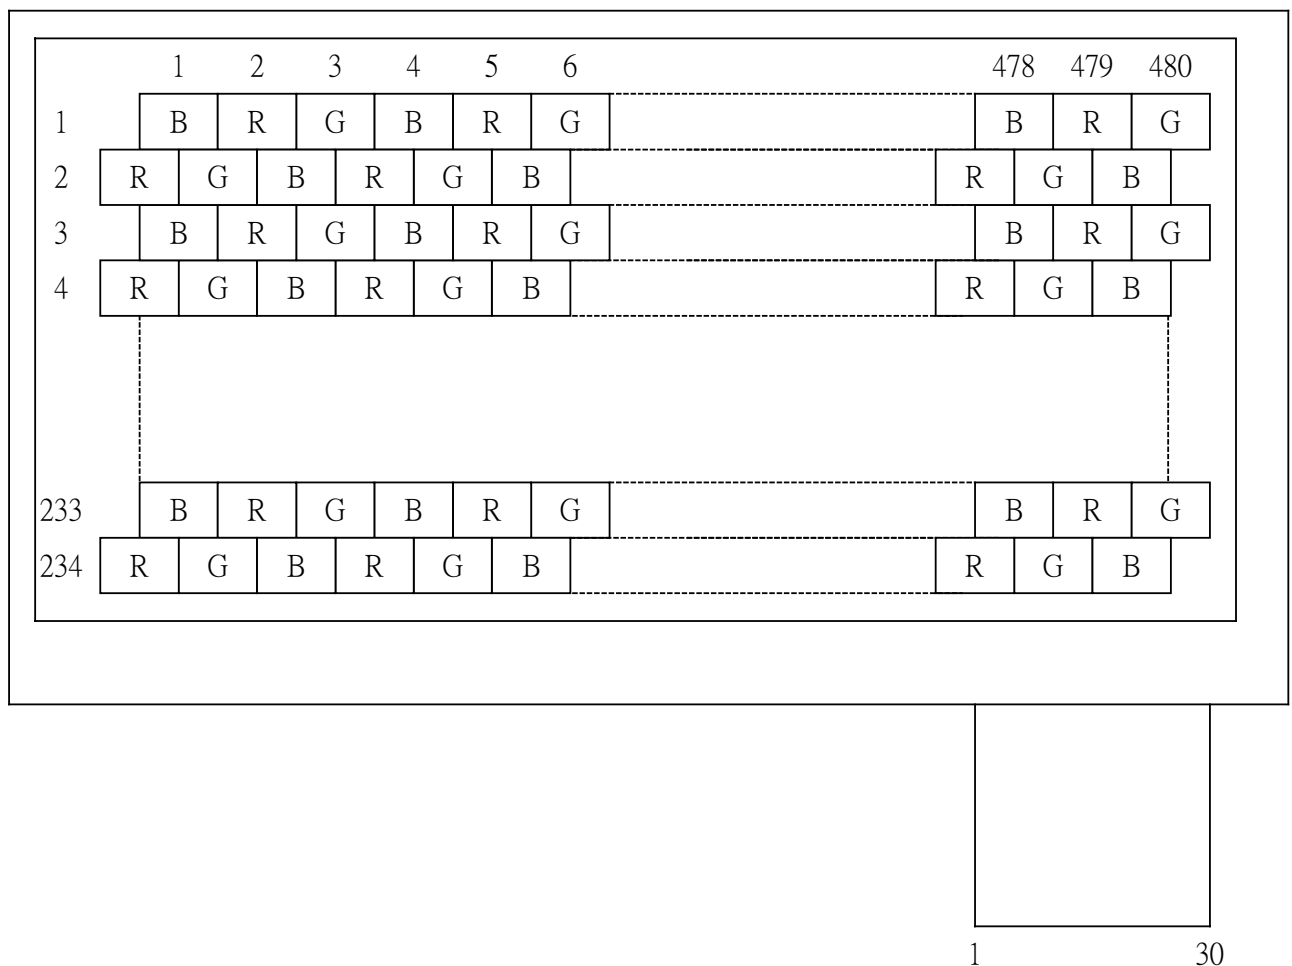 1 2 3 4 5 6 478 479 480
1 B R G B R G B R G
2 R G B R G B R G B
3 B R G B R G B R G
4 R G B R G B R G B
233 B R G B R G B R G
234 R G B R G B R G B
1 30